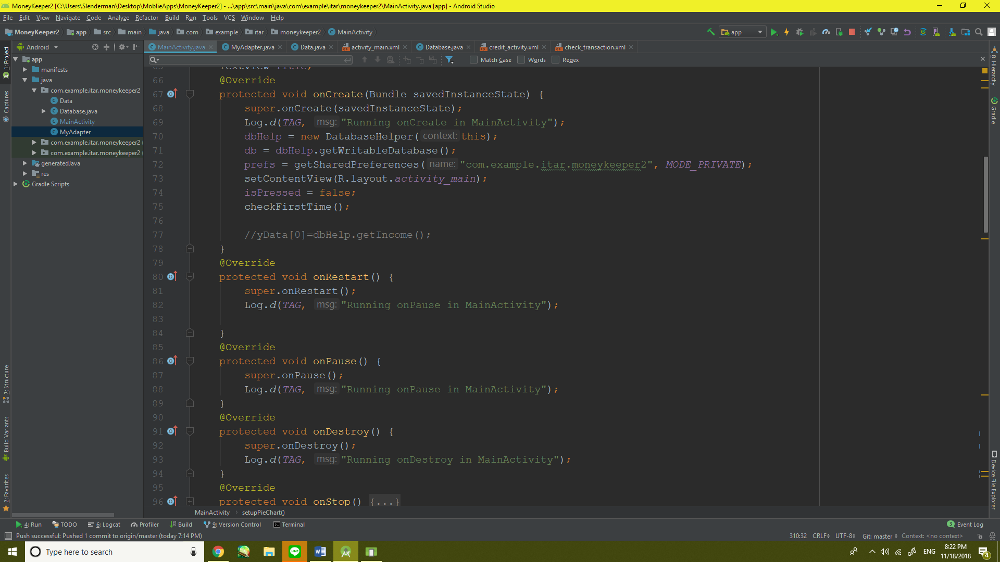 MoneyKeeper2 [C:\Users\Slenderman\Desktop\MoblieApps\MoneyKeeper2] - ...\app\src\main\java\com\example\itar\moneykeeper2\MainActivity.java [app] - Android Studio
File Edit View Navigate Code Analyze Refactor Build Run Tools VCS Window Help
MoneyKeeper2 app src main java com example itar moneykeeper2 MainActivity
app
Android
MainActivity.java MyAdapter.java Data.java activity_main.xml Database.java credit_activity.xml check_transaction.xml
Match Case Words Regex
1: Project
Captures
7: Structure
Build Variants
2: Favorites
app
manifests
java
com.example.itar.moneykeeper2
Data
Database.java
MainActivity
MyAdapter
com.example.itar.moneykeeper2 (
com.example.itar.moneykeeper2 (
generatedJava
res
Gradle Scripts
65 TextView Title;
66 @Override
67 protected void onCreate(Bundle savedInstanceState) {
68 super.onCreate(savedInstanceState);
69 Log.d(TAG, msg: "Running onCreate in MainActivity");
70 dbHelp = new DatabaseHelper( context: this);
71 db = dbHelp.getWritableDatabase();
72 prefs = getSharedPreferences( name: "com.example.itar.moneykeeper2", MODE_PRIVATE);
73 setContentView(R.layout.activity_main);
74 isPressed = false;
75 checkFirstTime();
76
77 //yData[0]=dbHelp.getIncome();
78 }
79 @Override
80 protected void onRestart() {
81 super.onRestart();
82 Log.d(TAG, msg: "Running onPause in MainActivity");
83
84 }
85 @Override
86 protected void onPause() {
87 super.onPause();
88 Log.d(TAG, msg: "Running onPause in MainActivity");
89 }
90 @Override
91 protected void onDestroy() {
92 super.onDestroy();
93 Log.d(TAG, msg: "Running onDestroy in MainActivity");
94 }
95 @Override
96 protected void onStop() {...}
8: Hierarchy
Gradle
Device File Explorer
MainActivity setupPieChart()
4: Run TODO 6: Logcat Profiler Build 9: Version Control Terminal 3 Event Log
Push successful: Pushed 1 commit to origin/master (today 7:14 PM) 310:32 CRLF UTF-8 Git: master Context: <no context>
Type here to search LINE ENG 8:22 PM
11/18/2018 4